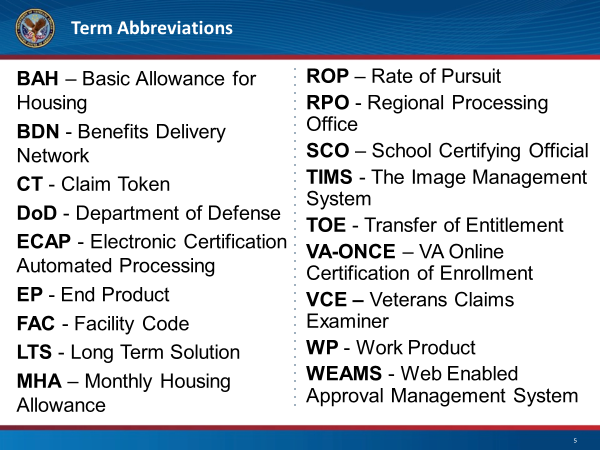 Term Abbreviations
BAH – Basic Allowance for
Housing
BDN - Benefits Delivery
Network
CT - Claim Token
DoD - Department of Defense
ECAP - Electronic Certification
Automated Processing
EP - End Product
FAC - Facility Code
LTS - Long Term Solution
MHA – Monthly Housing
Allowance
ROP – Rate of Pursuit
RPO - Regional Processing
Office
SCO – School Certifying Official
TIMS - The Image Management
System
TOE - Transfer of Entitlement
VA-ONCE – VA Online
Certification of Enrollment
VCE – Veterans Claims
Examiner
WP - Work Product
WEAMS - Web Enabled
Approval Management System
5